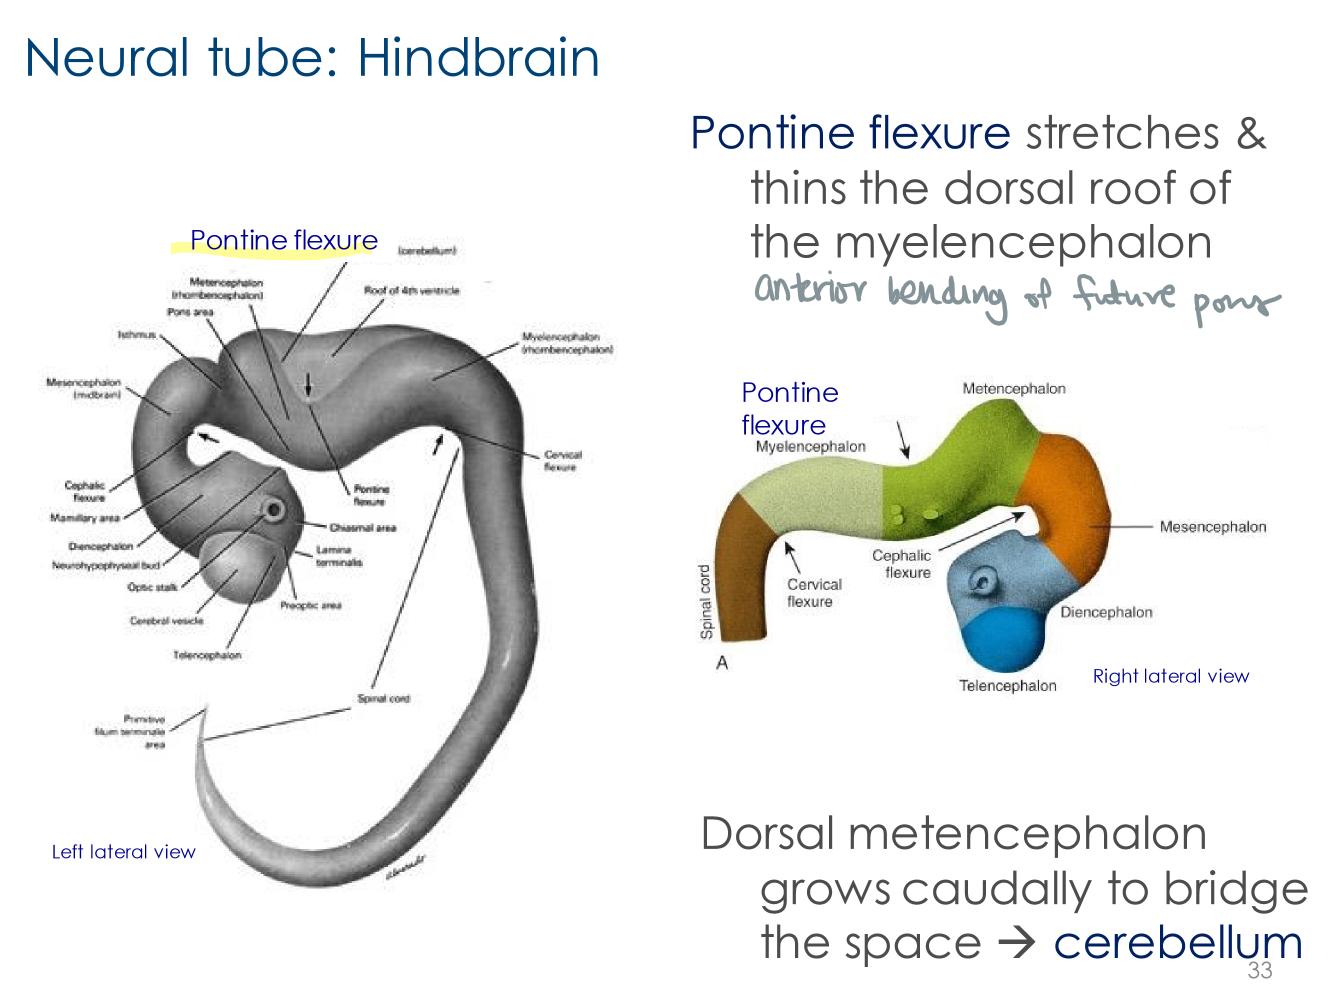 Neural tube: Hindbrain
Pontine flexure stretches &
thins the dorsal roof of
the myelencephalon
anterior bending of future pons
Pontine flexure
(cerebellum)
Metencephalon
(rhombencephalon)
Roof of 4th ventricle
Pons area
Isthmus
Myelencephalon
(rhombencephalon)
Mesencephalon
(midbrain)
Cervical
flexure
Cephalic
flexure
Pontine
flexure
Mamillary area
Chiasmal area
Diencephalon
Lamina
terminalis
Neurohypophyseal bud
Optic stalk
Preoptic area
Cerebral vesicle
Telencephalon
Spinal cord
Primitive
filum terminale
area
Left lateral view
Pontine
flexure
Metencephalon
Myelencephalon
Mesencephalon
Cephalic
flexure
Cervical
flexure
Spinal cord
Diencephalon
A
Telencephalon
Right lateral view
Dorsal metencephalon
grows caudally to bridge
the space → cerebellum
33